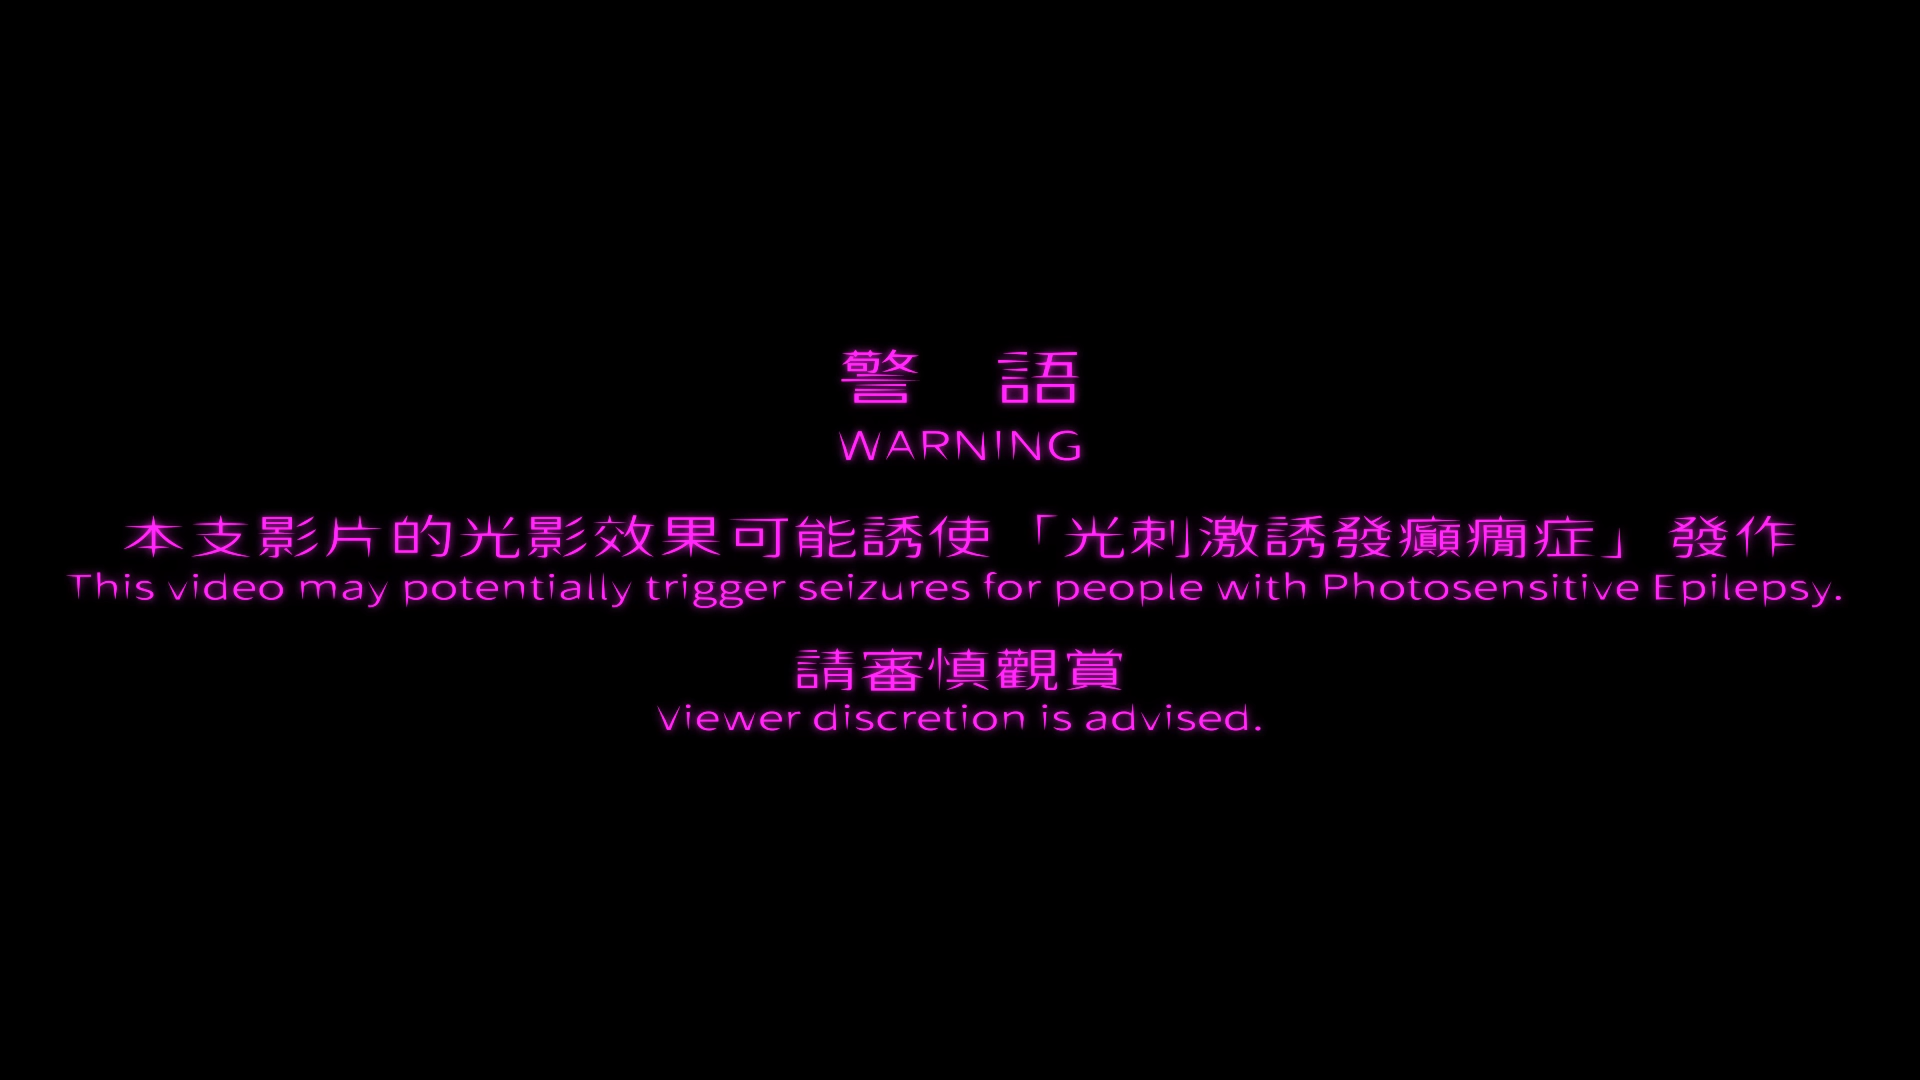 警　語
WARNING
本支影片的光影效果可能誘使「光刺激誘發癲癇症」發作
This video may potentially trigger seizures for people with Photosensitive Epilepsy.
請審慎觀賞
Viewer discretion is advised.